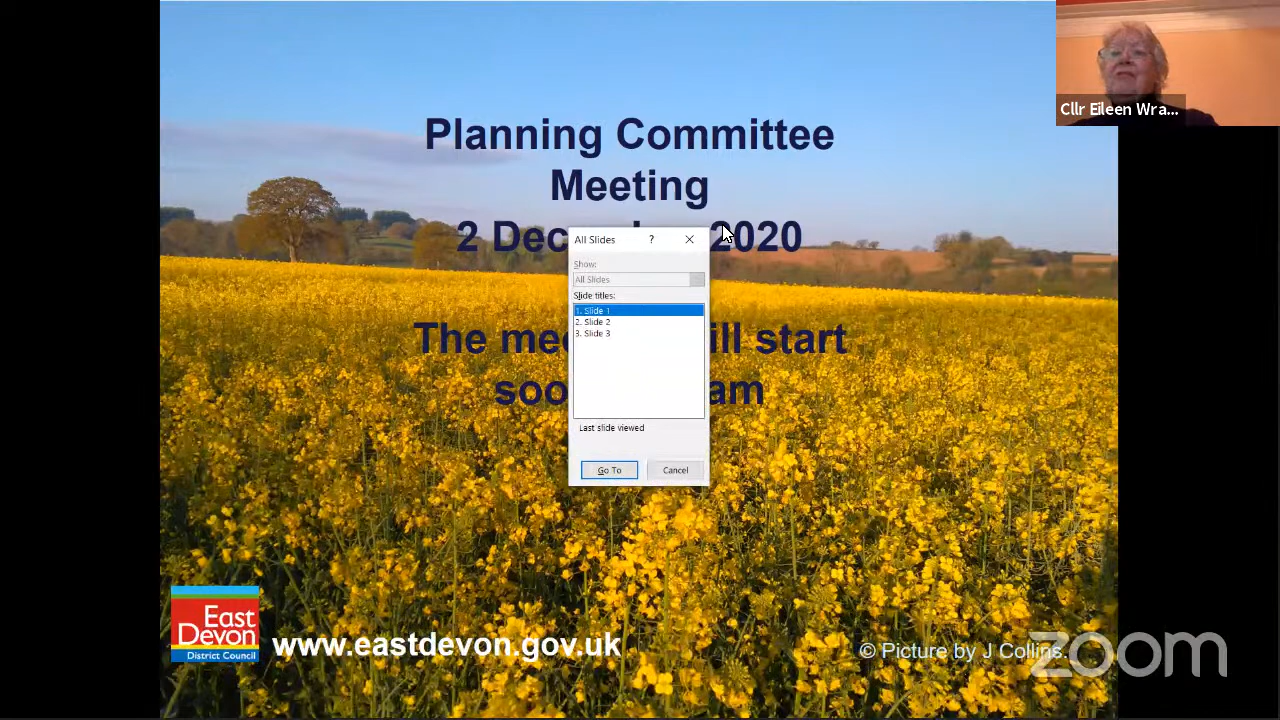 Planning Committee
Meeting
2 Dec 2020
The mee ill start
soo am
All Slides
?
Show:
All Slides
Slide titles:
1. Slide 1
2. Slide 2
3. Slide 3
Last slide viewed
Go To
Cancel
Cllr Eileen Wra...
East
Devon
District Council
www.eastdevon.gov.uk
© Picture by J Collins
zoom